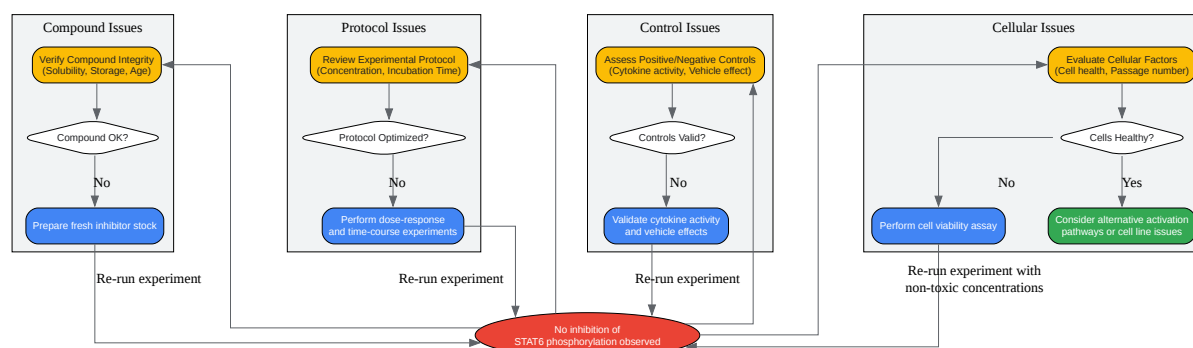 Compound Issues
Verify Compound Integrity
(Solubility, Storage, Age)
Compound OK?
No
Prepare fresh inhibitor stock
Re-run experiment
Protocol Issues
Review Experimental Protocol
(Concentration, Incubation Time)
Protocol Optimized?
No
Perform dose-response
and time-course experiments
Re-run experiment
Control Issues
Assess Positive/Negative Controls
(Cytokine activity, Vehicle effect)
Controls Valid?
No
Validate cytokine activity
and vehicle effects
Re-run experiment
Cellular Issues
Evaluate Cellular Factors
(Cell health, Passage number)
Cells Healthy?
No
Yes
Perform cell viability assay
Consider alternative activation
pathways or cell line issues
Re-run experiment with
non-toxic concentrations
No inhibition of
STAT6 phosphorylation observed